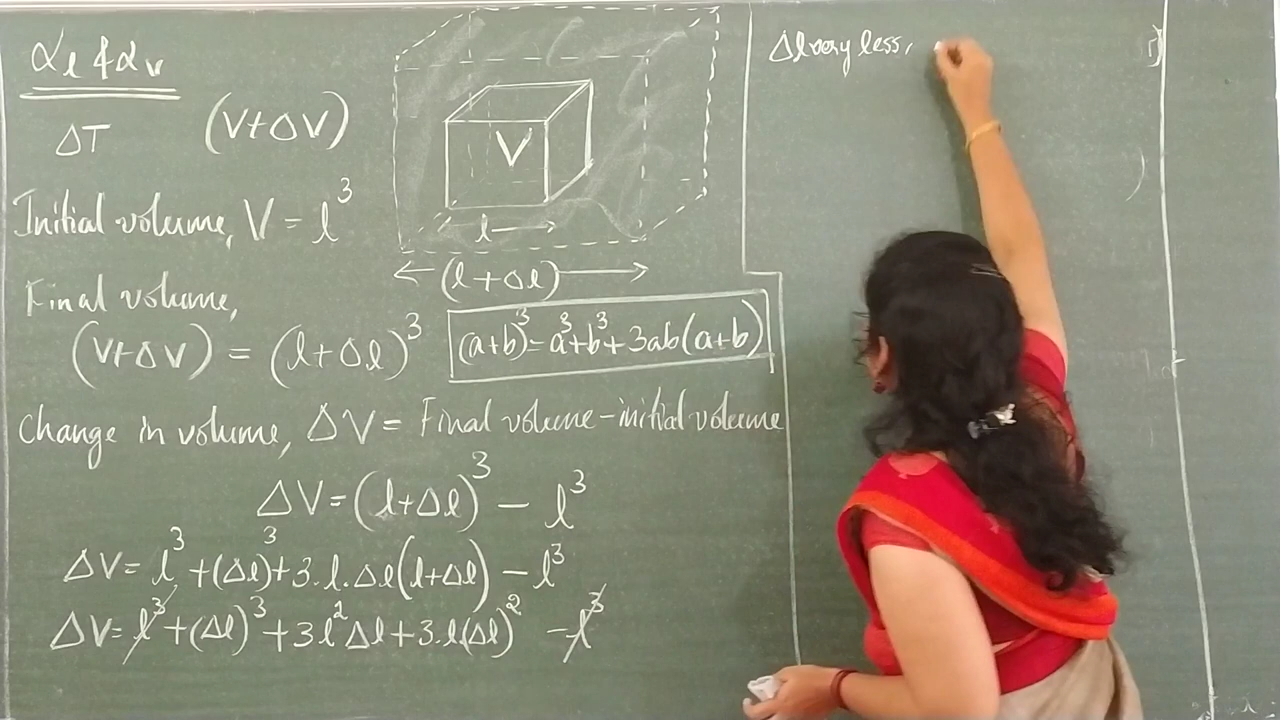 αl & αv
ΔT (V+ΔV)
V
Initial volume, V = l³
l
(l+Δl)
Final volume,
(V+ΔV) = (l+Δl)³
(a+b)³=a³+b³+3ab(a+b)
Change in volume, ΔV = Final volume-initial volume
ΔV=(l+Δl)³ - l³
ΔV= l³ +(Δl)³+3.l.Δl(l+Δl) - l³
ΔV= l³+(Δl)³+3l²Δl+3.l(Δl)² -l³
Δl very less,